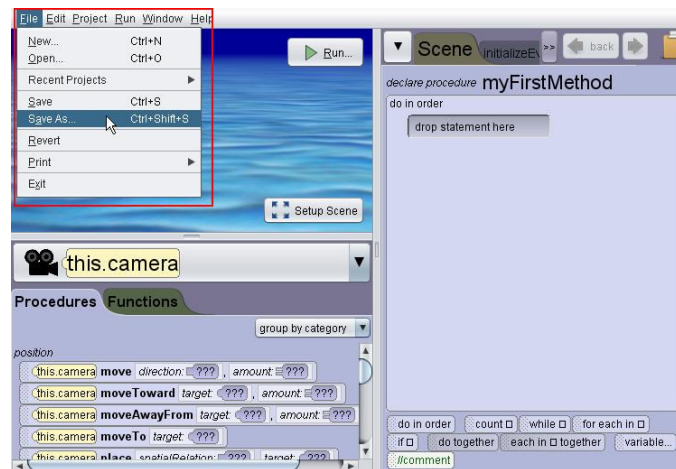 File Edit Project Run Window Help
New... Ctrl+N
Open... Ctrl+O
Recent Projects
Save Ctrl+S
Save As... Ctrl+Shift+S
Revert
Print
Exit
Run...
Setup Scene
this.camera
Procedures Functions
group by category
position
this.camera move direction: ??? , amount: ???
this.camera moveToward target: ??? , amount: ???
this.camera moveAwayFrom target: ??? , amount: ???
this.camera moveTo target: ???
this.camera place spatialRelation: ??? , target: ???
Scene initializeEv >> back
declare procedure myFirstMethod
do in order
drop statement here
do in order count while for each in
if do together each in together variable...
//comment